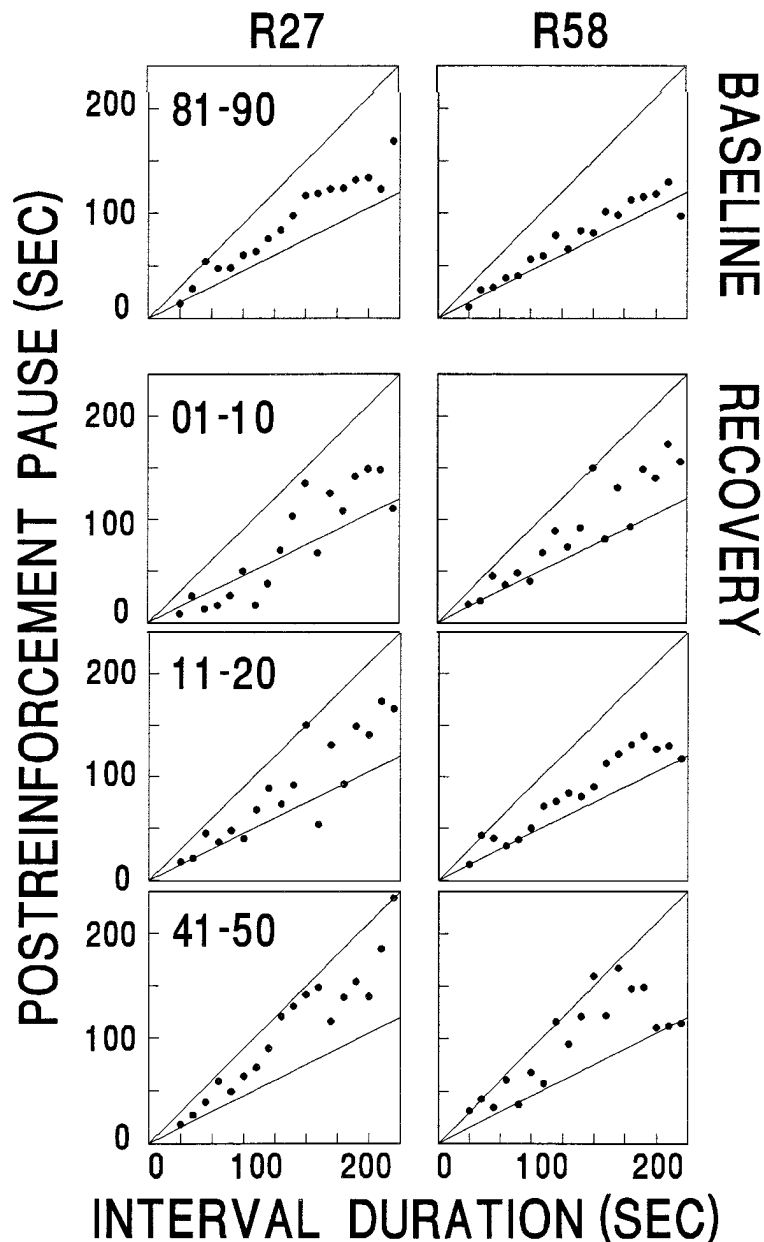 R27 R58
POSTREINFORCEMENT PAUSE (SEC)
81-90
200
100
0
BASELINE
01-10
200
100
0
RECOVERY
11-20
200
100
0
41-50
200
100
0
0 100 200 0 100 200
INTERVAL DURATION (SEC)